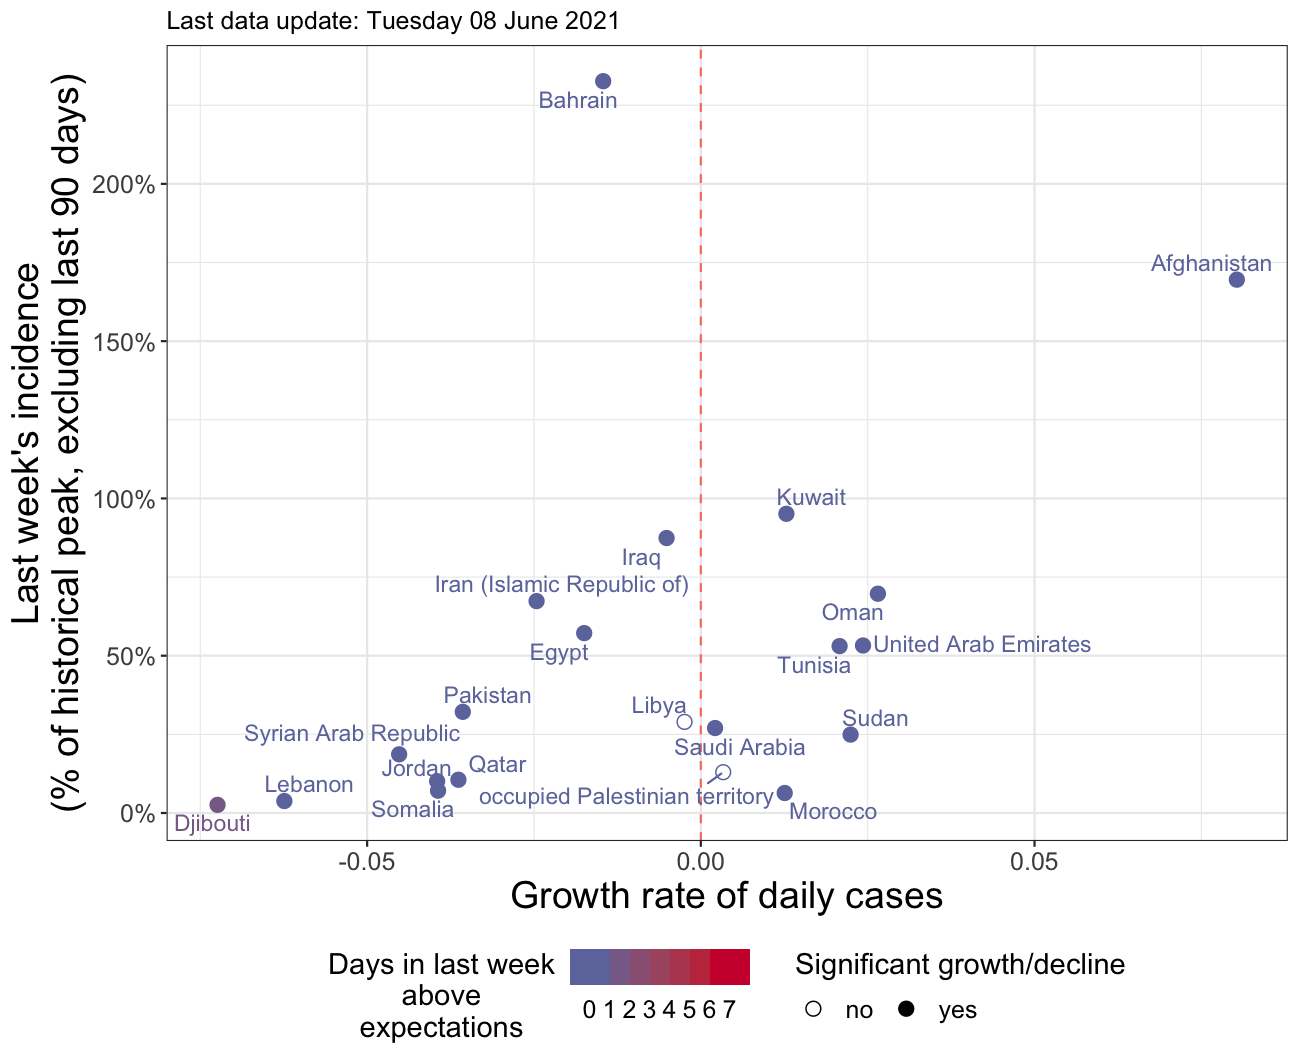 Last data update: Tuesday 08 June 2021
Last week's incidence
(% of historical peak, excluding last 90 days)
200%
150%
100%
50%
0%
Bahrain
Afghanistan
Kuwait
Iraq
Iran (Islamic Republic of)
Oman
Egypt
United Arab Emirates
Tunisia
Pakistan
Libya
Sudan
Syrian Arab Republic
Saudi Arabia
Jordan
Qatar
Lebanon
occupied Palestinian territory
Somalia
Morocco
Djibouti
-0.05
0.00
0.05
Growth rate of daily cases
Days in last week
above
expectations
0 1 2 3 4 5 6 7
Significant growth/decline
no
yes